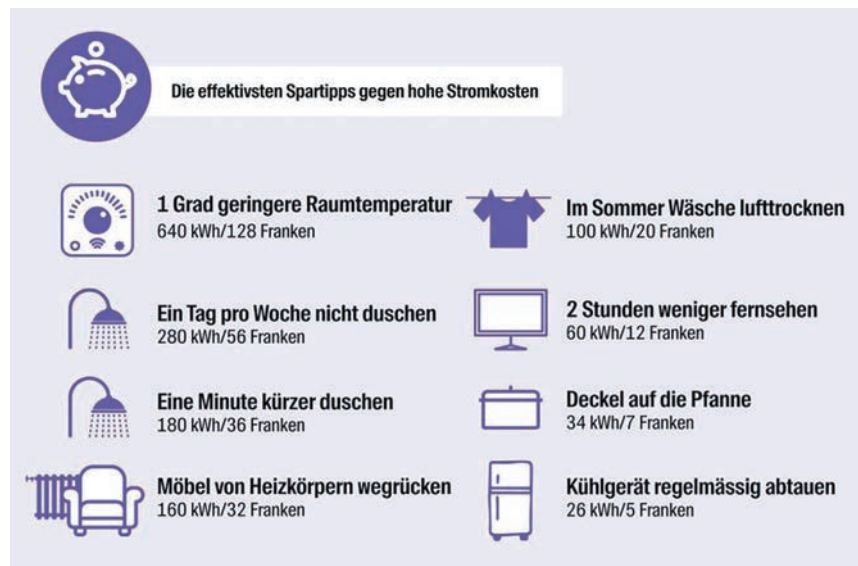 Die effektivsten Spartipps gegen hohe Stromkosten
1 Grad geringere Raumtemperatur
640 kWh/128 Franken
Ein Tag pro Woche nicht duschen
280 kWh/56 Franken
Eine Minute kürzer duschen
180 kWh/36 Franken
Möbel von Heizkörpern wegrücken
160 kWh/32 Franken
Im Sommer Wäsche lufttrocknen
100 kWh/20 Franken
2 Stunden weniger fernsehen
60 kWh/12 Franken
Deckel auf die Pfanne
34 kWh/7 Franken
Kühlgerät regelmässig abtauen
26 kWh/5 Franken